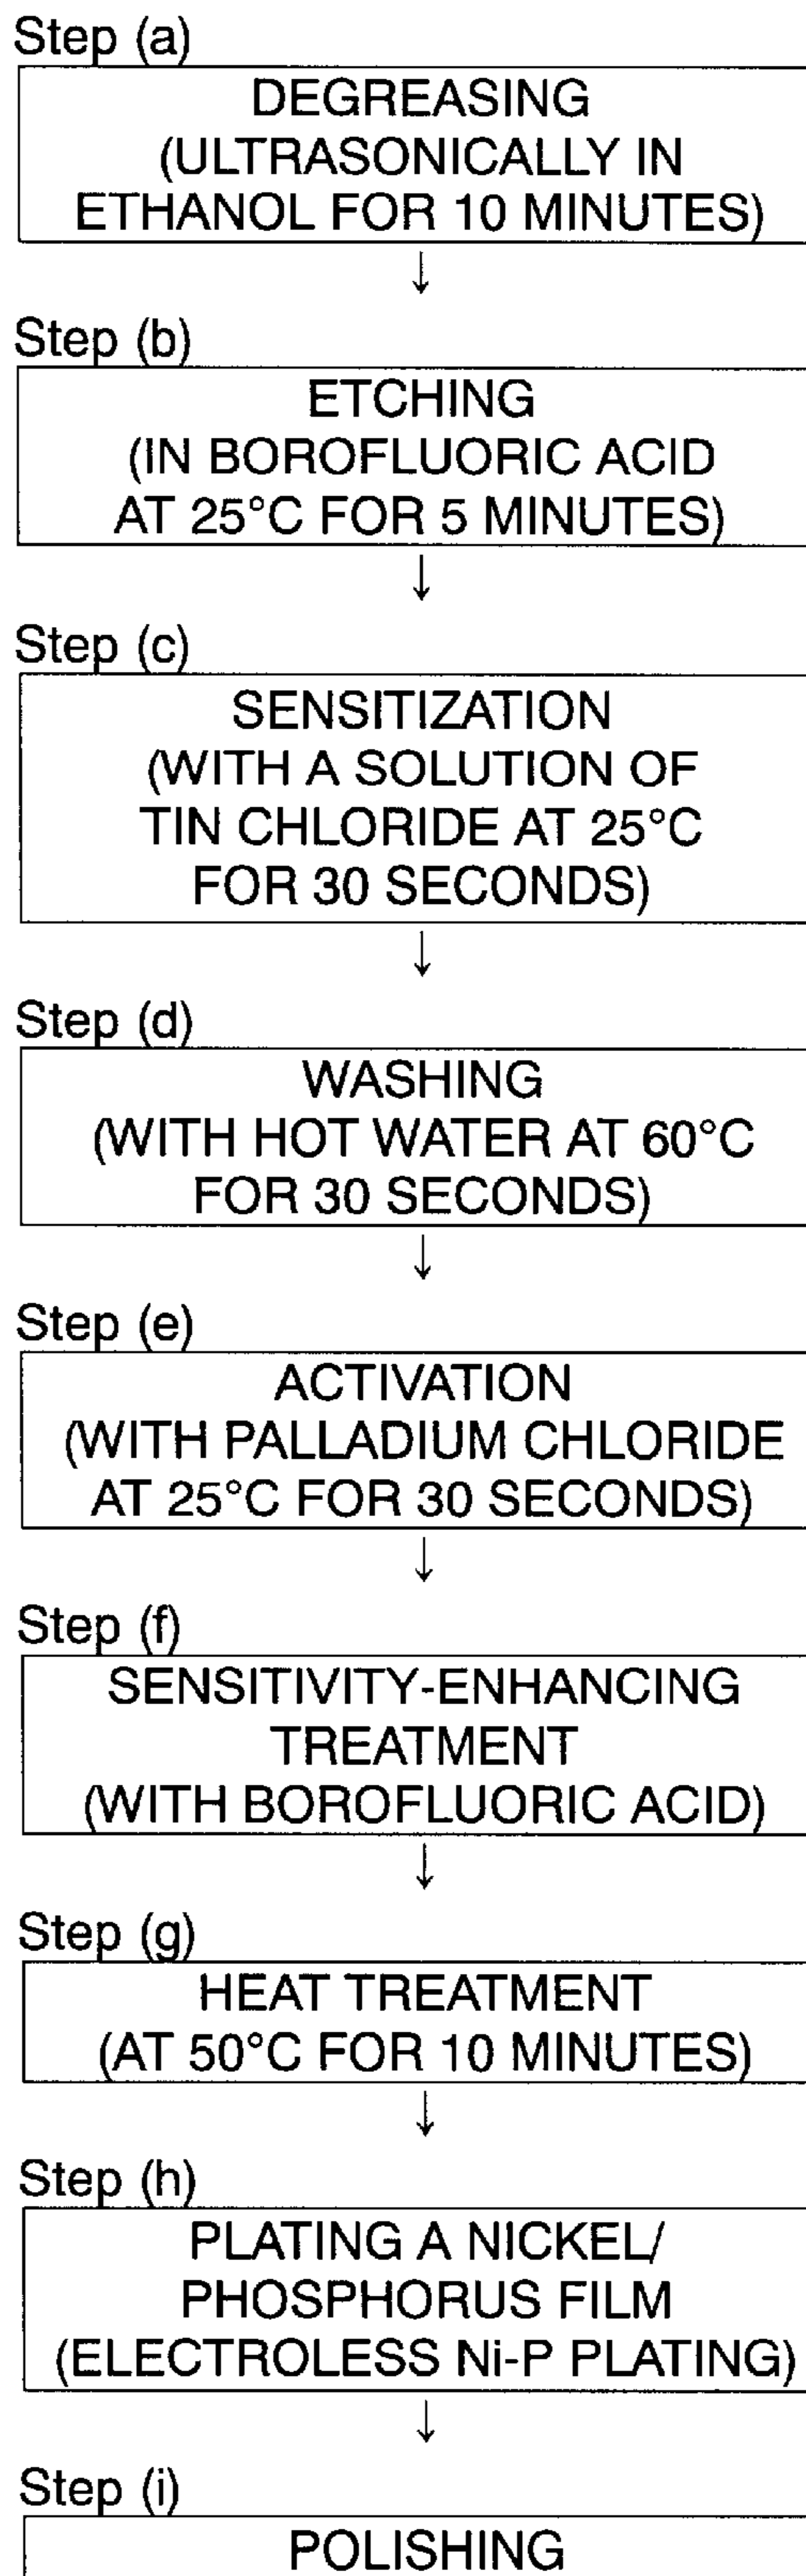 Step (a)
DEGREASING
(ULTRASONICALLY IN
ETHANOL FOR 10 MINUTES)
↓
Step (b)
ETCHING
(IN BOROFLUORIC ACID
AT 25°C FOR 5 MINUTES)
↓
Step (c)
SENSITIZATION
(WITH A SOLUTION OF
TIN CHLORIDE AT 25°C
FOR 30 SECONDS)
↓
Step (d)
WASHING
(WITH HOT WATER AT 60°C
FOR 30 SECONDS)
↓
Step (e)
ACTIVATION
(WITH PALLADIUM CHLORIDE
AT 25°C FOR 30 SECONDS)
↓
Step (f)
SENSITIVITY-ENHANCING
TREATMENT
(WITH BOROFLUORIC ACID)
↓
Step (g)
HEAT TREATMENT
(AT 50°C FOR 10 MINUTES)
↓
Step (h)
PLATING A NICKEL/
PHOSPHORUS FILM
(ELECTROLESS Ni-P PLATING)
↓
Step (i)
POLISHING